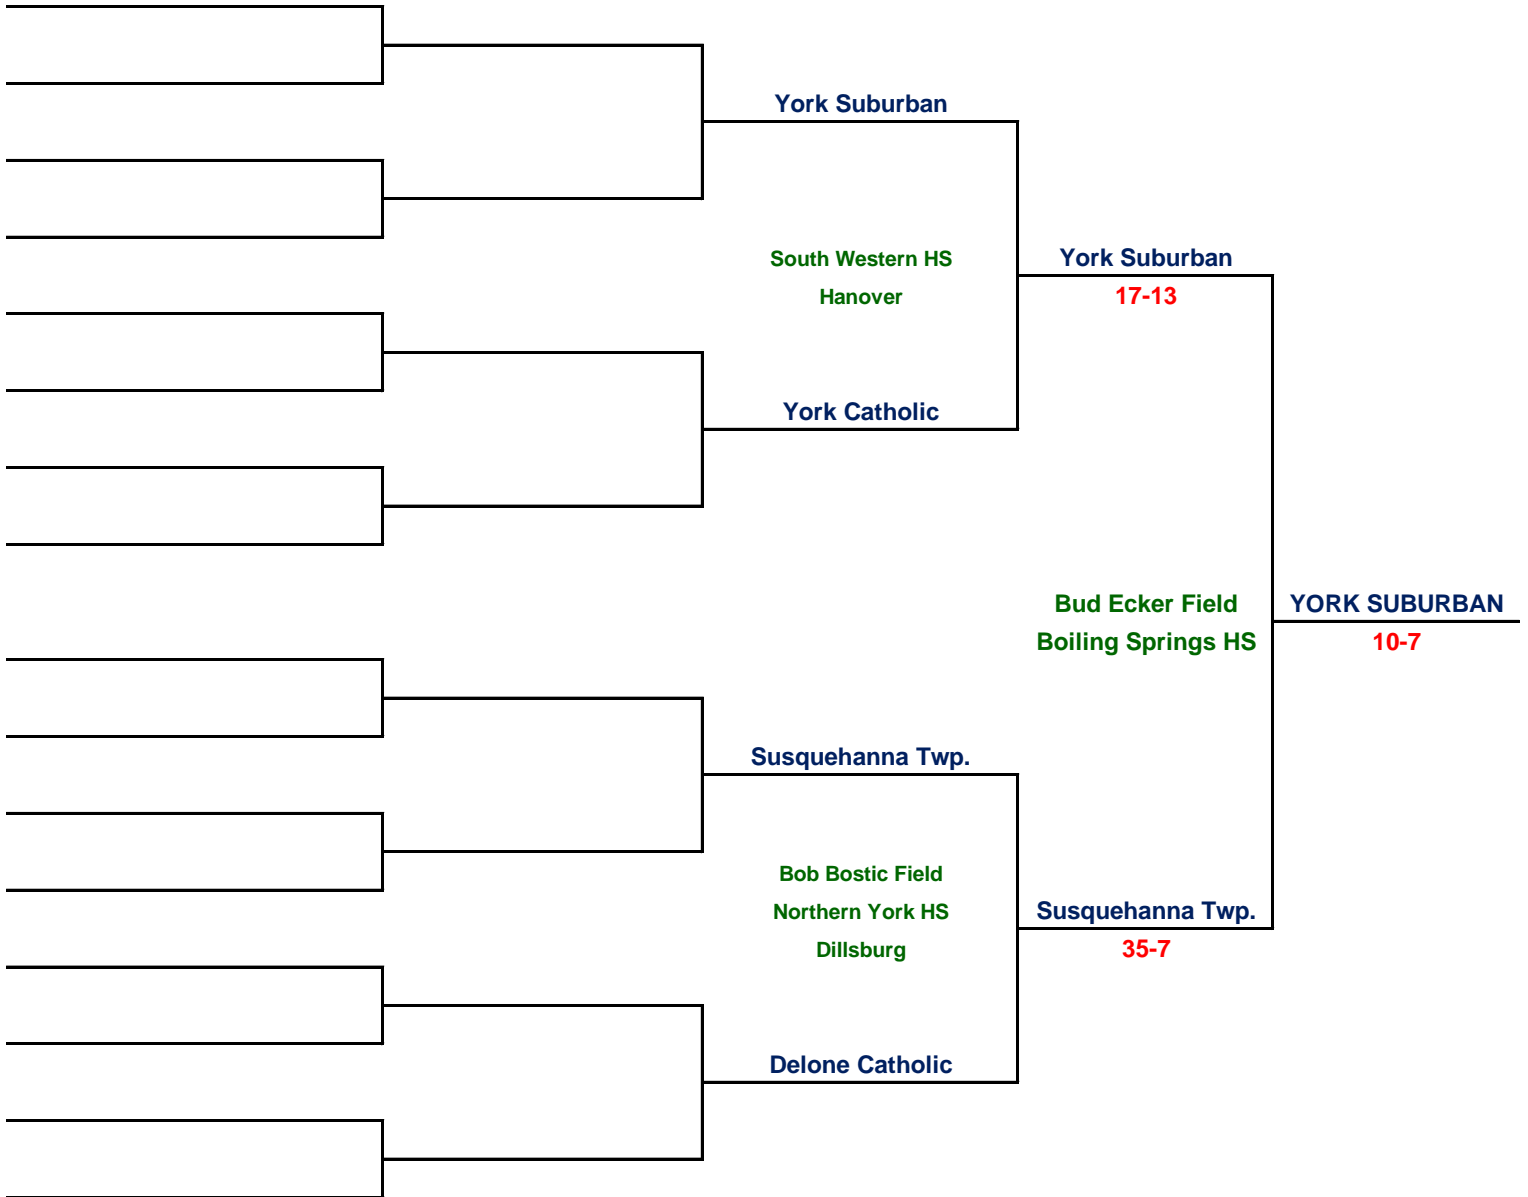 York Suburban
South Western HS
Hanover
York Suburban
17-13
York Catholic
Bud Ecker Field
Boiling Springs HS
YORK SUBURBAN
10-7
Susquehanna Twp.
Bob Bostic Field
Northern York HS
Dillsburg
Susquehanna Twp.
35-7
Delone Catholic